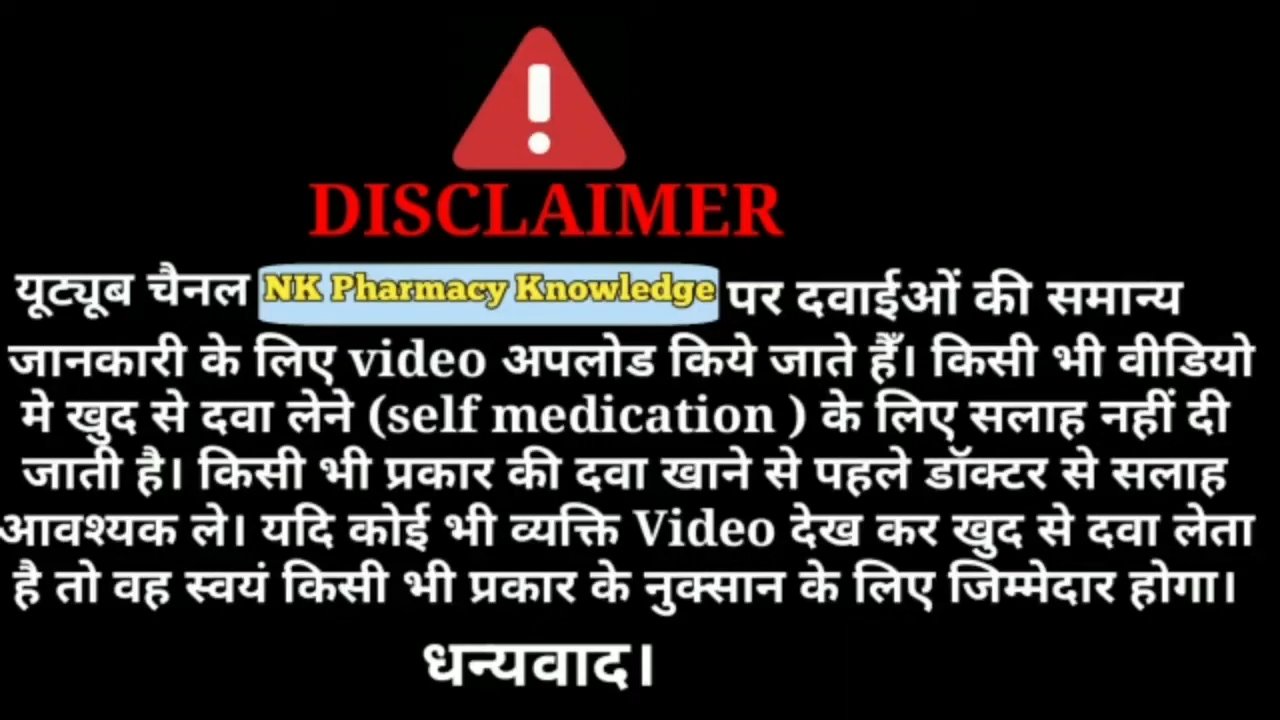 DISCLAIMER
यूट्यूब चैनल NK Pharmacy Knowledge पर दवाईओं की समान्य
जानकारी के लिए video अपलोड किये जाते हैँ। किसी भी वीडियो
मे खुद से दवा लेने (self medication ) के लिए सलाह नहीं दी
जाती है। किसी भी प्रकार की दवा खाने से पहले डॉक्टर से सलाह
आवश्यक ले। यदि कोई भी व्यक्ति Video देख कर खुद से दवा लेता
है तो वह स्वयं किसी भी प्रकार के नुक्सान के लिए जिम्मेदार होगा।
धन्यवाद।